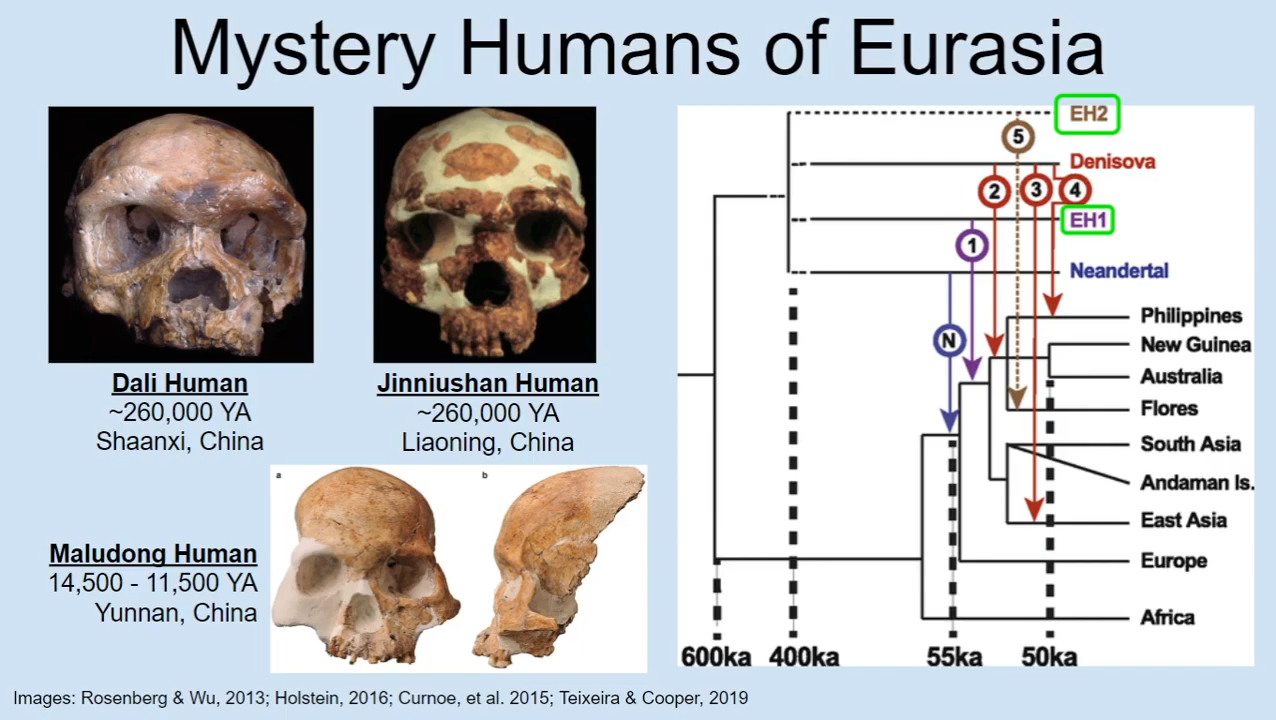 Mystery Humans of Eurasia
Dali Human
~260,000 YA
Shaanxi, China
Jinniushan Human
~260,000 YA
Liaoning, China
a
b
Maludong Human
14,500 - 11,500 YA
Yunnan, China
EH2
5
Denisova
2
3
4
EH1
1
Neandertal
N
Philippines
New Guinea
Australia
Flores
South Asia
Andaman Is.
East Asia
Europe
Africa
600ka 400ka 55ka 50ka
Images: Rosenberg & Wu, 2013; Holstein, 2016; Curnoe, et al. 2015; Teixeira & Cooper, 2019